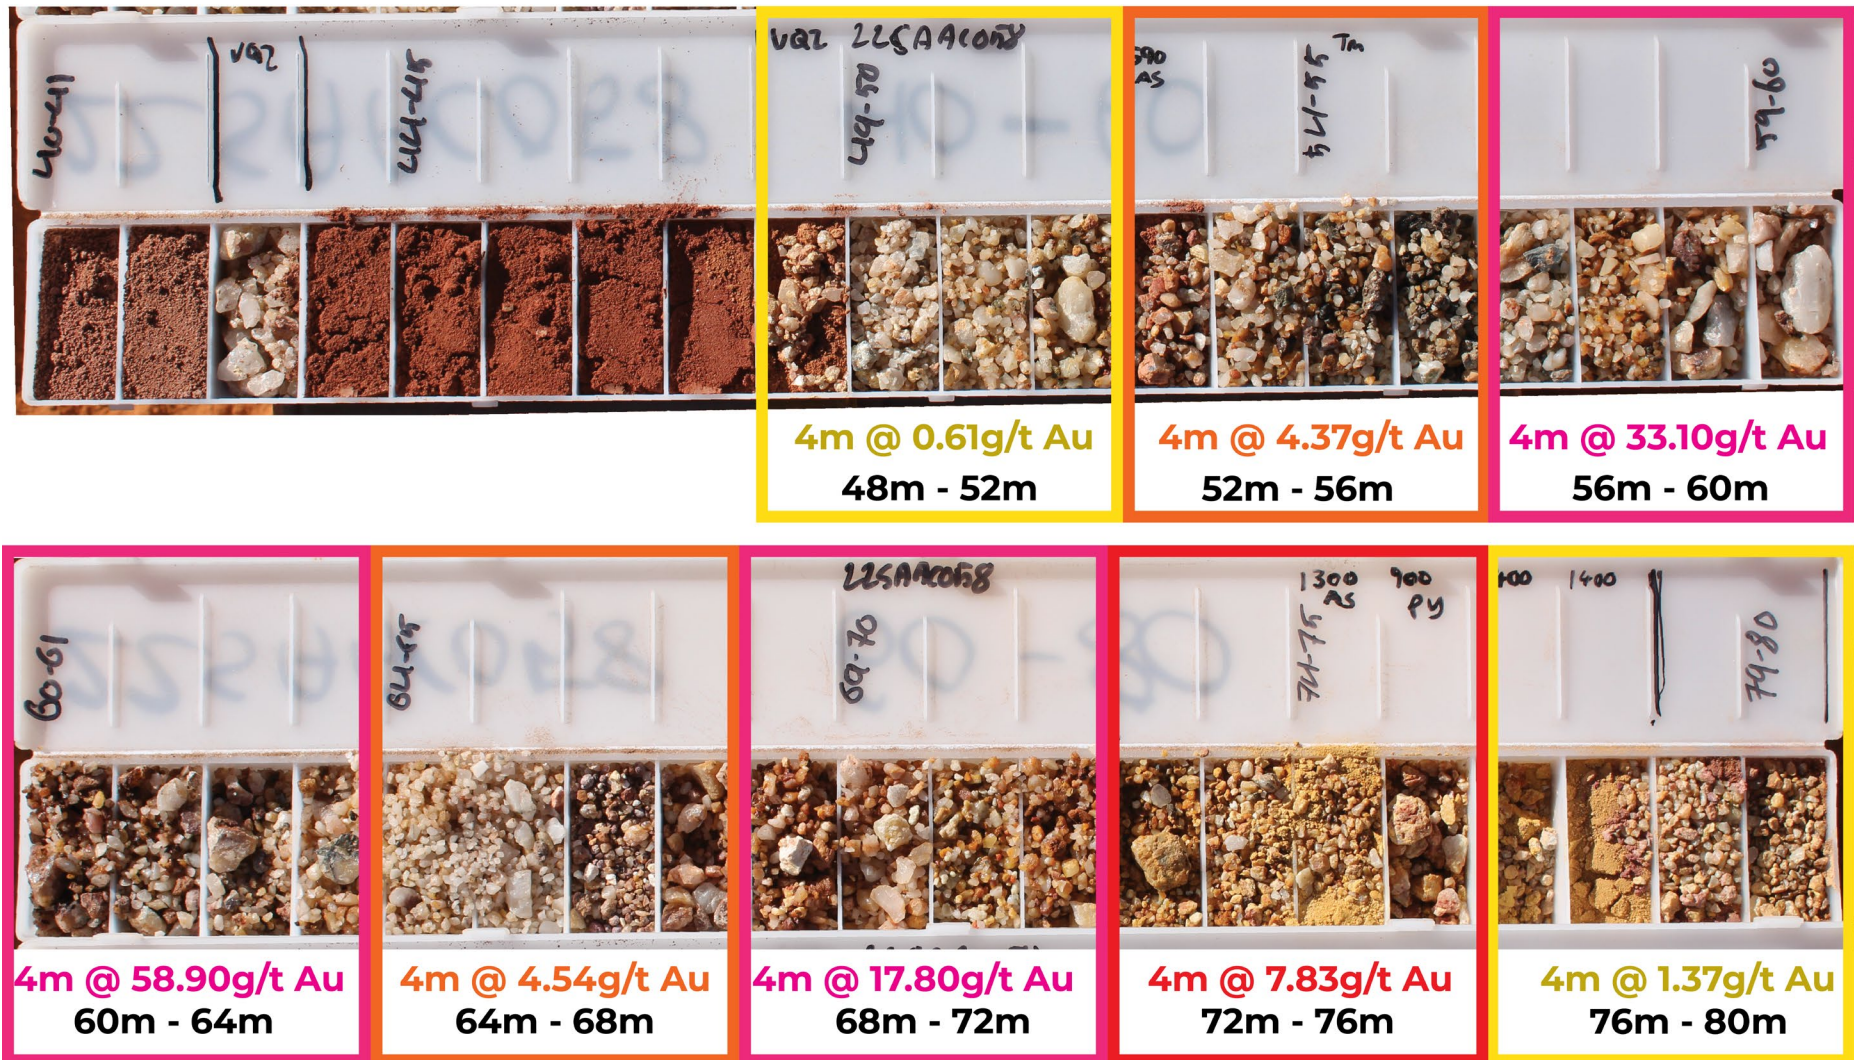 40-41
VQZ
44-45
VQZ 22SAAC058
49-50
590
AS
54-55
Tm
59-60
4m @ 0.61g/t Au
48m - 52m
4m @ 4.37g/t Au
52m - 56m
4m @ 33.10g/t Au
56m - 60m
60-61
64-65
22SAAC058
69-70
1300
AS
74-75
900
PY
1400
79-80
4m @ 58.90g/t Au
60m - 64m
4m @ 4.54g/t Au
64m - 68m
4m @ 17.80g/t Au
68m - 72m
4m @ 7.83g/t Au
72m - 76m
4m @ 1.37g/t Au
76m - 80m